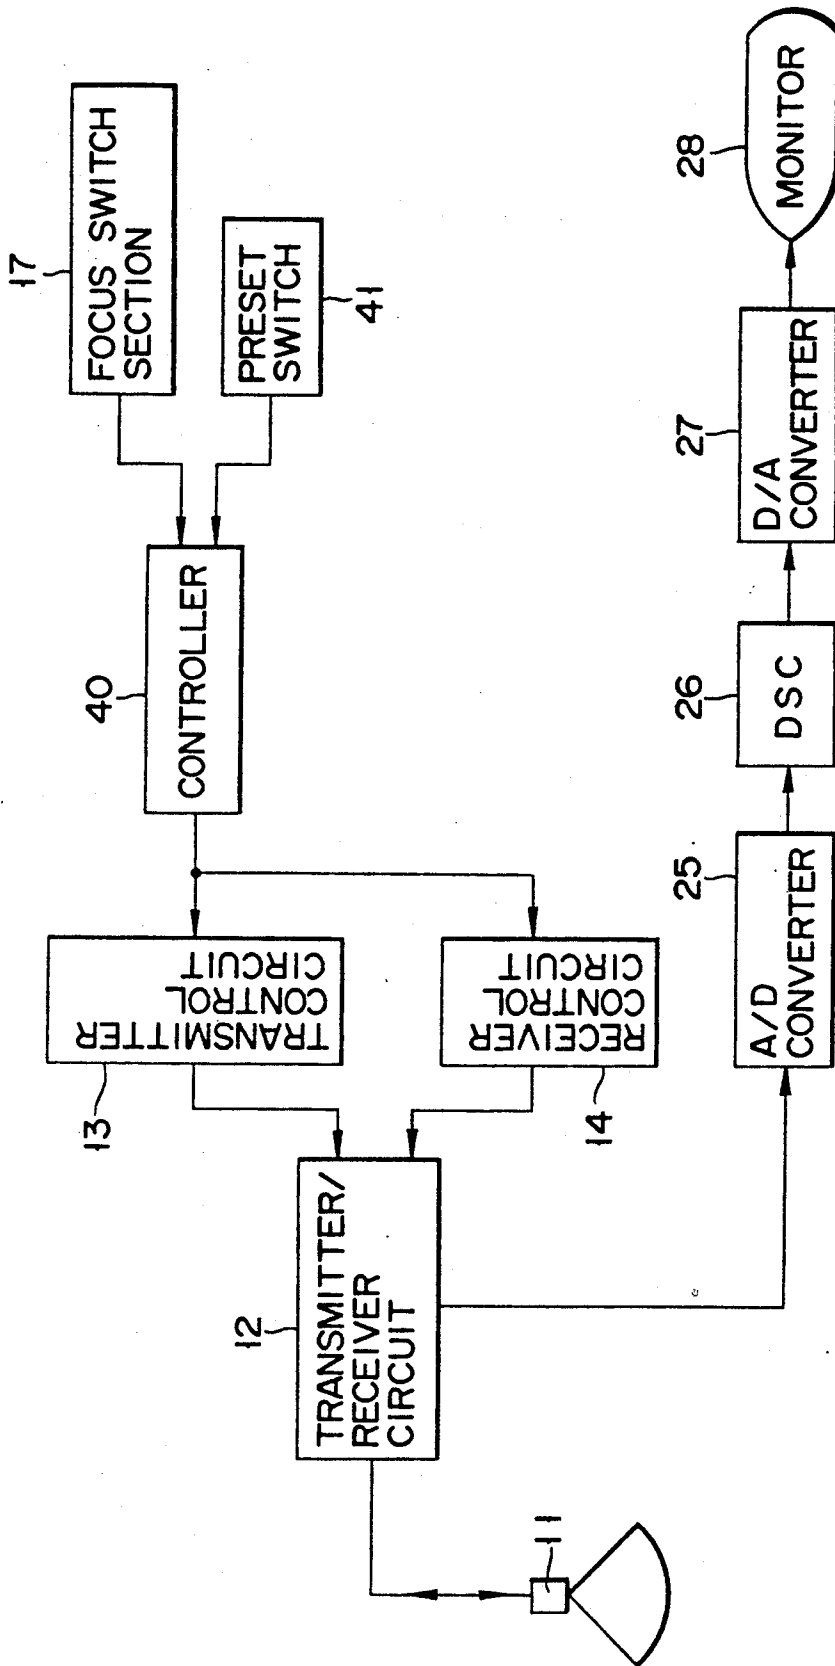 17
FOCUS SWITCH
SECTION
PRESET
SWITCH
41
40
CONTROLLER
13
TRANSMITTER
CONTROL
CIRCUIT
14
RECEIVER
CONTROL
CIRCUIT
12
TRANSMITTER/
RECEIVER
CIRCUIT
11
25
A/D
CONVERTER
26
DSC
27
D/A
CONVERTER
28
MONITOR